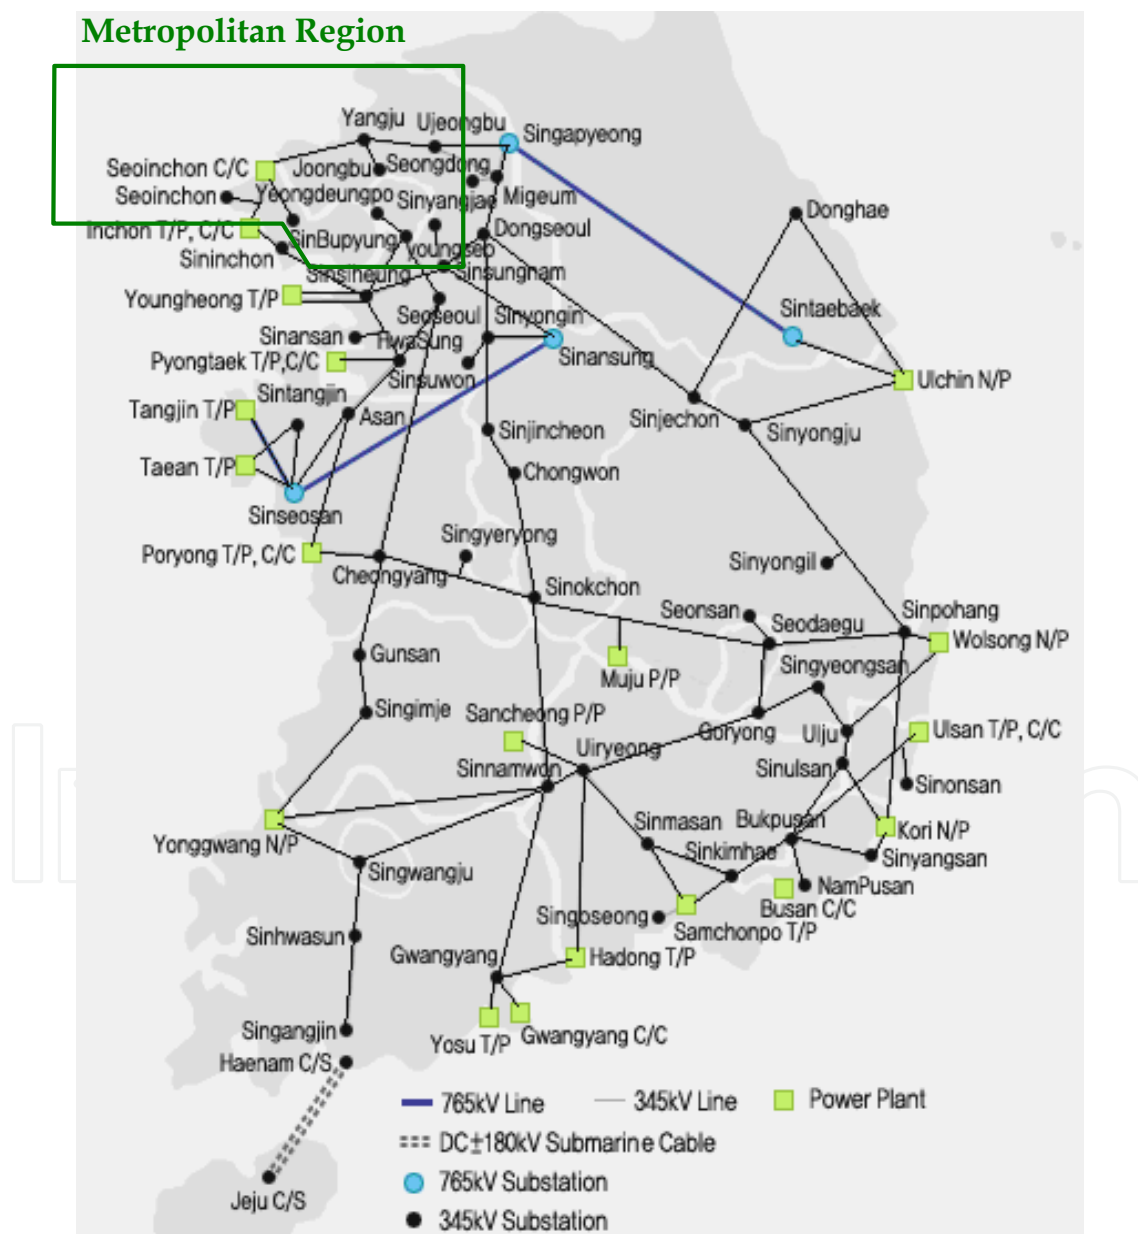 Metropolitan Region
Yangju
Ujeongbu
Singapyeong
Seoinchon C/C
Joongbu
Seongdong
Seoinchon
Yeongdeungpo
Sinyangjae
Migeum
Donghae
Inchon T/P, C/C
SinBupyung
youngseo
Dongseoul
Sininchon
Sinsiheung
Sinsungnam
Youngheong T/P
Seoseoul
Sinyongin
Sintaebaek
Sinansan
HwaSung
Sinansung
Pyongtaek T/P,C/C
Sinsuwon
Ulchin N/P
Sintangjin
Tangjin T/P
Asan
Sinjincheon
Sinjechon
Sinyongju
Taean T/P
Chongwon
Sinseosan
Singyeryong
Poryong T/P, C/C
Cheongyang
Sinyongil
Sinokchon
Seonsan
Seodaegu
Sinpohang
Wolsong N/P
Gunsan
Muju P/P
Singyeongsan
Singimje
Sancheong P/P
Goryong
Ulju
Ulsan T/P, C/C
Uiryeong
Sinnamwon
Sinulsan
Sinonsan
Yonggwang N/P
Sinmasan
Bukpusan
Kori N/P
Sinkimhae
Sinyangsan
Singwangju
NamPusan
Busan C/C
Singoseong
Samchonpo T/P
Sinhwasun
Gwangyang
Hadong T/P
Singangjin
Yosu T/P
Gwangyang C/C
Haenam C/S
765kV Line
345kV Line
Power Plant
DC±180kV Submarine Cable
765kV Substation
Jeju C/S
345kV Substation